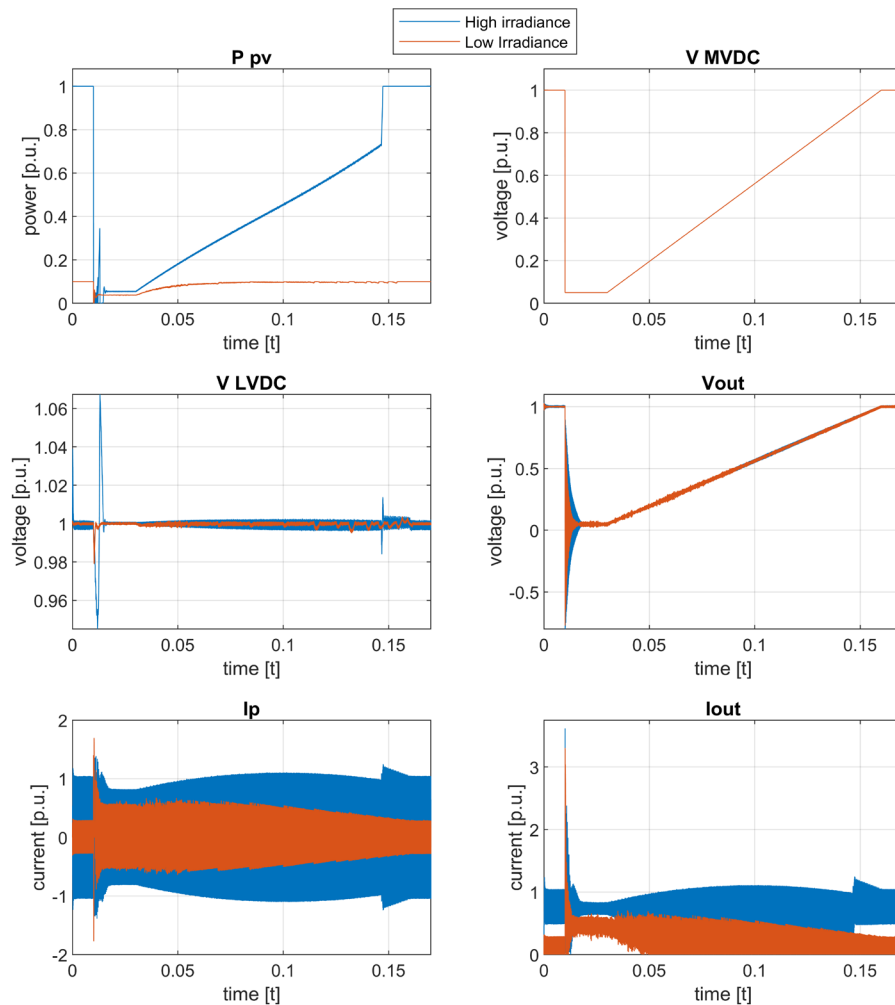 High irradiance
Low Irradiance
P pv
V MVDC
1
0.8
0.6
0.4
0.2
0
power [p.u.]
0 0.05 0.1 0.15
time [t]
1
0.8
0.6
0.4
0.2
0
voltage [p.u.]
0 0.05 0.1 0.15
time [t]
V LVDC
Vout
1.06
1.04
1.02
1
0.98
0.96
voltage [p.u.]
0 0.05 0.1 0.15
time [t]
1
0.5
0
-0.5
voltage [p.u.]
0 0.05 0.1 0.15
time [t]
Ip
Iout
2
1
0
-1
-2
current [p.u.]
0 0.05 0.1 0.15
time [t]
3
2
1
0
current [p.u.]
0 0.05 0.1 0.15
time [t]